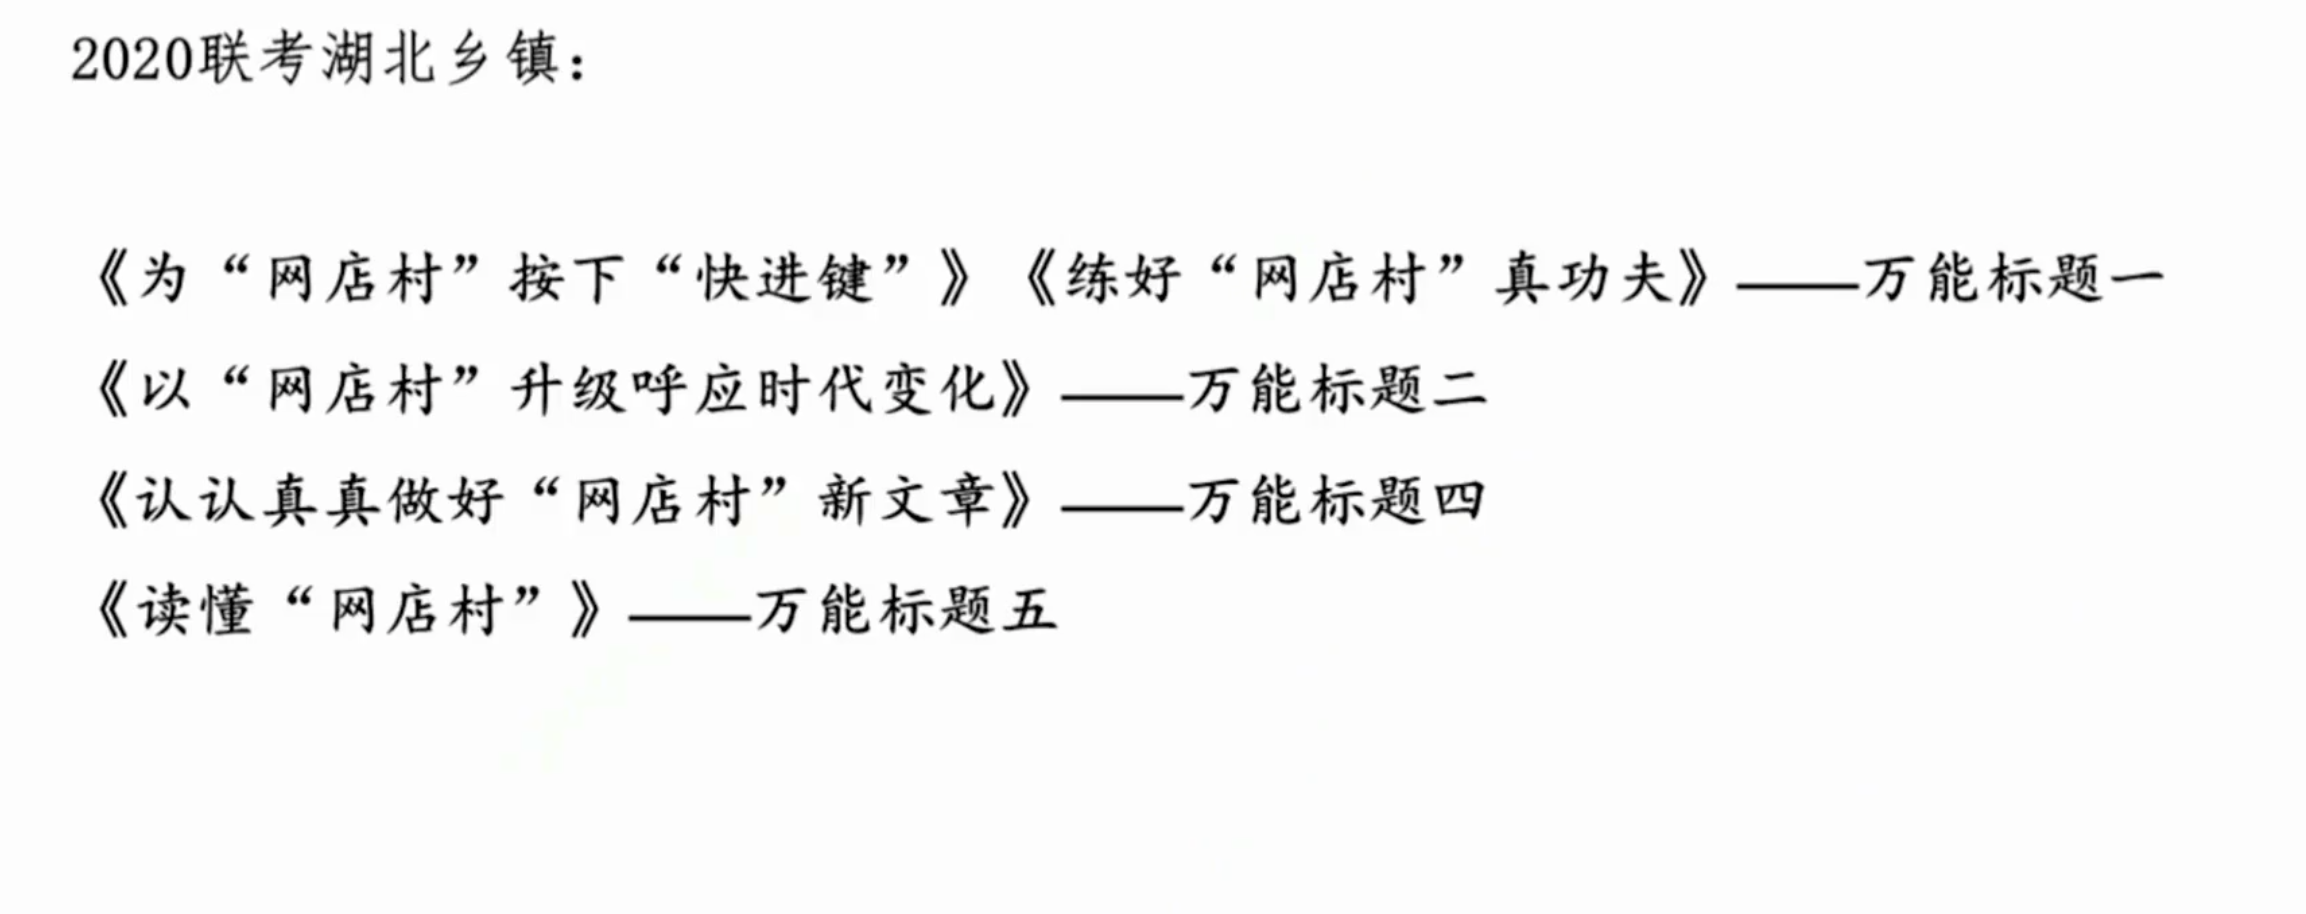 2020联考湖北乡镇：
《为“网店村”按下“快进键”》《练好“网店村”真功夫》——万能标题一
《以“网店村”升级呼应时代变化》——万能标题二
《认认真真做好“网店村”新文章》——万能标题四
《读懂“网店村”》——万能标题五